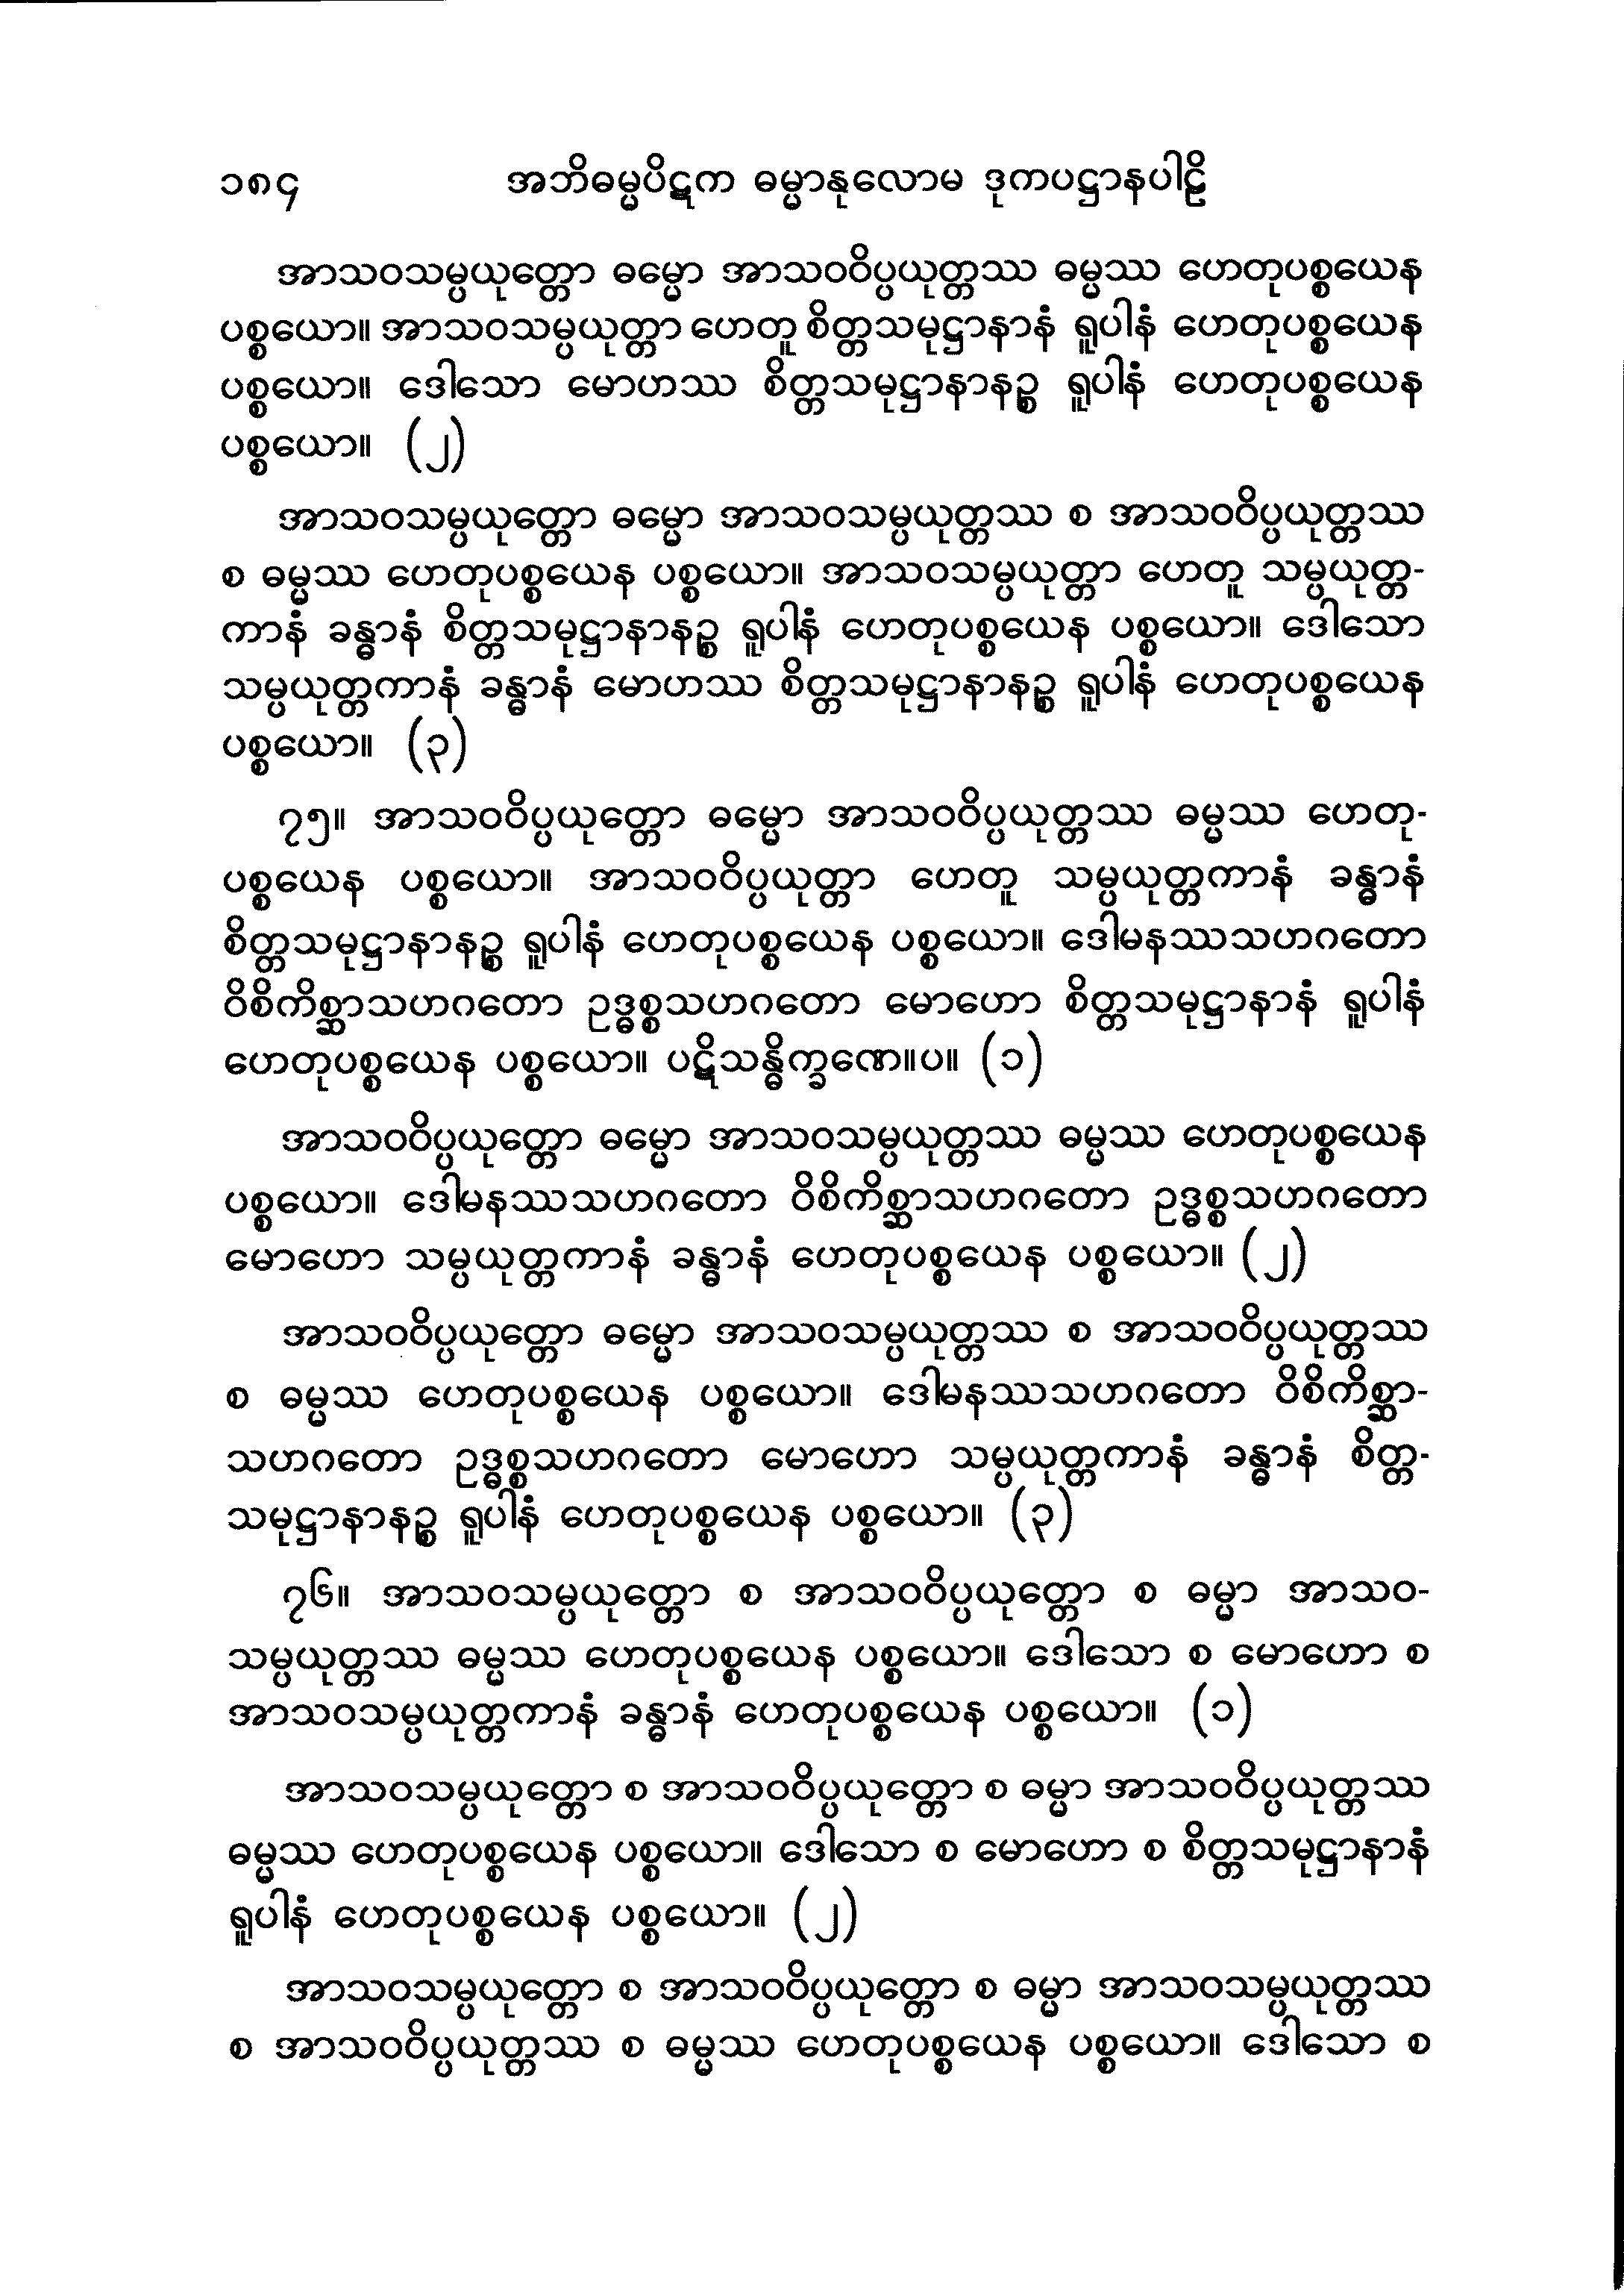 ၁၈၄ အဘိဓမ္မပိဋက ဓမ္မာနုလောမ ဒုကပဋ္ဌာနပါဠိ
အာသဝသမ္ပယုတ္တော ဓမ္မော အာသဝဝိပ္ပယုတ္တဿ ဓမ္မဿ ဟေတုပစ္စယေန
ပစ္စယော။ အာသဝသမ္ပယုတ္တာ ဟေတူ စိတ္တသမုဋ္ဌာနာနံ ရူပါနံ ဟေတုပစ္စယေန
ပစ္စယော။ ဒေါသော မောဟဿ စိတ္တသမုဋ္ဌာနာနဉ္စ ရူပါနံ ဟေတုပစ္စယေန
ပစ္စယော။ (၂)
အာသဝသမ္ပယုတ္တော ဓမ္မော အာသဝသမ္ပယုတ္တဿ စ အာသဝဝိပ္ပယုတ္တဿ
စ ဓမ္မဿ ဟေတုပစ္စယေန ပစ္စယော။ အာသဝသမ္ပယုတ္တာ ဟေတူ သမ္ပယုတ္တ-
ကာနံ ခန္ဓာနံ စိတ္တသမုဋ္ဌာနာနဉ္စ ရူပါနံ ဟေတုပစ္စယေန ပစ္စယော။ ဒေါသော
သမ္ပယုတ္တကာနံ ခန္ဓာနံ မောဟဿ စိတ္တသမုဋ္ဌာနာနဉ္စ ရူပါနံ ဟေတုပစ္စယေန
ပစ္စယော။ (၃)
၇၅။ အာသဝဝိပ္ပယုတ္တော ဓမ္မော အာသဝဝိပ္ပယုတ္တဿ ဓမ္မဿ ဟေတု-
ပစ္စယေန ပစ္စယော။ အာသဝဝိပ္ပယုတ္တာ ဟေတူ သမ္ပယုတ္တကာနံ ခန္ဓာနံ
စိတ္တသမုဋ္ဌာနာနဉ္စ ရူပါနံ ဟေတုပစ္စယေန ပစ္စယော။ ဒေါမနဿသဟဂတော
ဝိစိကိစ္ဆာသဟဂတော ဥဒ္ဓစ္စသဟဂတော မောဟော စိတ္တသမုဋ္ဌာနာနံ ရူပါနံ
ဟေတုပစ္စယေန ပစ္စယော။ ပဋိသန္ဓိက္ခဏေ။ပ။ (၁)
အာသဝဝိပ္ပယုတ္တော ဓမ္မော အာသဝသမ္ပယုတ္တဿ ဓမ္မဿ ဟေတုပစ္စယေန
ပစ္စယော။ ဒေါမနဿသဟဂတော ဝိစိကိစ္ဆာသဟဂတော ဥဒ္ဓစ္စသဟဂတော
မောဟော သမ္ပယုတ္တကာနံ ခန္ဓာနံ ဟေတုပစ္စယေန ပစ္စယော။ (၂)
အာသဝဝိပ္ပယုတ္တော ဓမ္မော အာသဝသမ္ပယုတ္တဿ စ အာသဝဝိပ္ပယုတ္တဿ
စ ဓမ္မဿ ဟေတုပစ္စယေန ပစ္စယော။ ဒေါမနဿသဟဂတော ဝိစိကိစ္ဆာ-
သဟဂတော ဥဒ္ဓစ္စသဟဂတော မောဟော သမ္ပယုတ္တကာနံ ခန္ဓာနံ စိတ္တ-
သမုဋ္ဌာနာနဉ္စ ရူပါနံ ဟေတုပစ္စယေန ပစ္စယော။ (၃)
၇၆။ အာသဝသမ္ပယုတ္တော စ အာသဝဝိပ္ပယုတ္တော စ ဓမ္မာ အာသဝ-
သမ္ပယုတ္တဿ ဓမ္မဿ ဟေတုပစ္စယေန ပစ္စယော။ ဒေါသော စ မောဟော စ
အာသဝသမ္ပယုတ္တကာနံ ခန္ဓာနံ ဟေတုပစ္စယေန ပစ္စယော။ (၁)
အာသဝသမ္ပယုတ္တော စ အာသဝဝိပ္ပယုတ္တော စ ဓမ္မာ အာသဝဝိပ္ပယုတ္တဿ
ဓမ္မဿ ဟေတုပစ္စယေန ပစ္စယော။ ဒေါသော စ မောဟော စ စိတ္တသမုဋ္ဌာနာနံ
ရူပါနံ ဟေတုပစ္စယေန ပစ္စယော။ (၂)
အာသဝသမ္ပယုတ္တော စ အာသဝဝိပ္ပယုတ္တော စ ဓမ္မာ အာသဝသမ္ပယုတ္တဿ
စ အာသဝဝိပ္ပယုတ္တဿ စ ဓမ္မဿ ဟေတုပစ္စယေန ပစ္စယော။ ဒေါသော စ